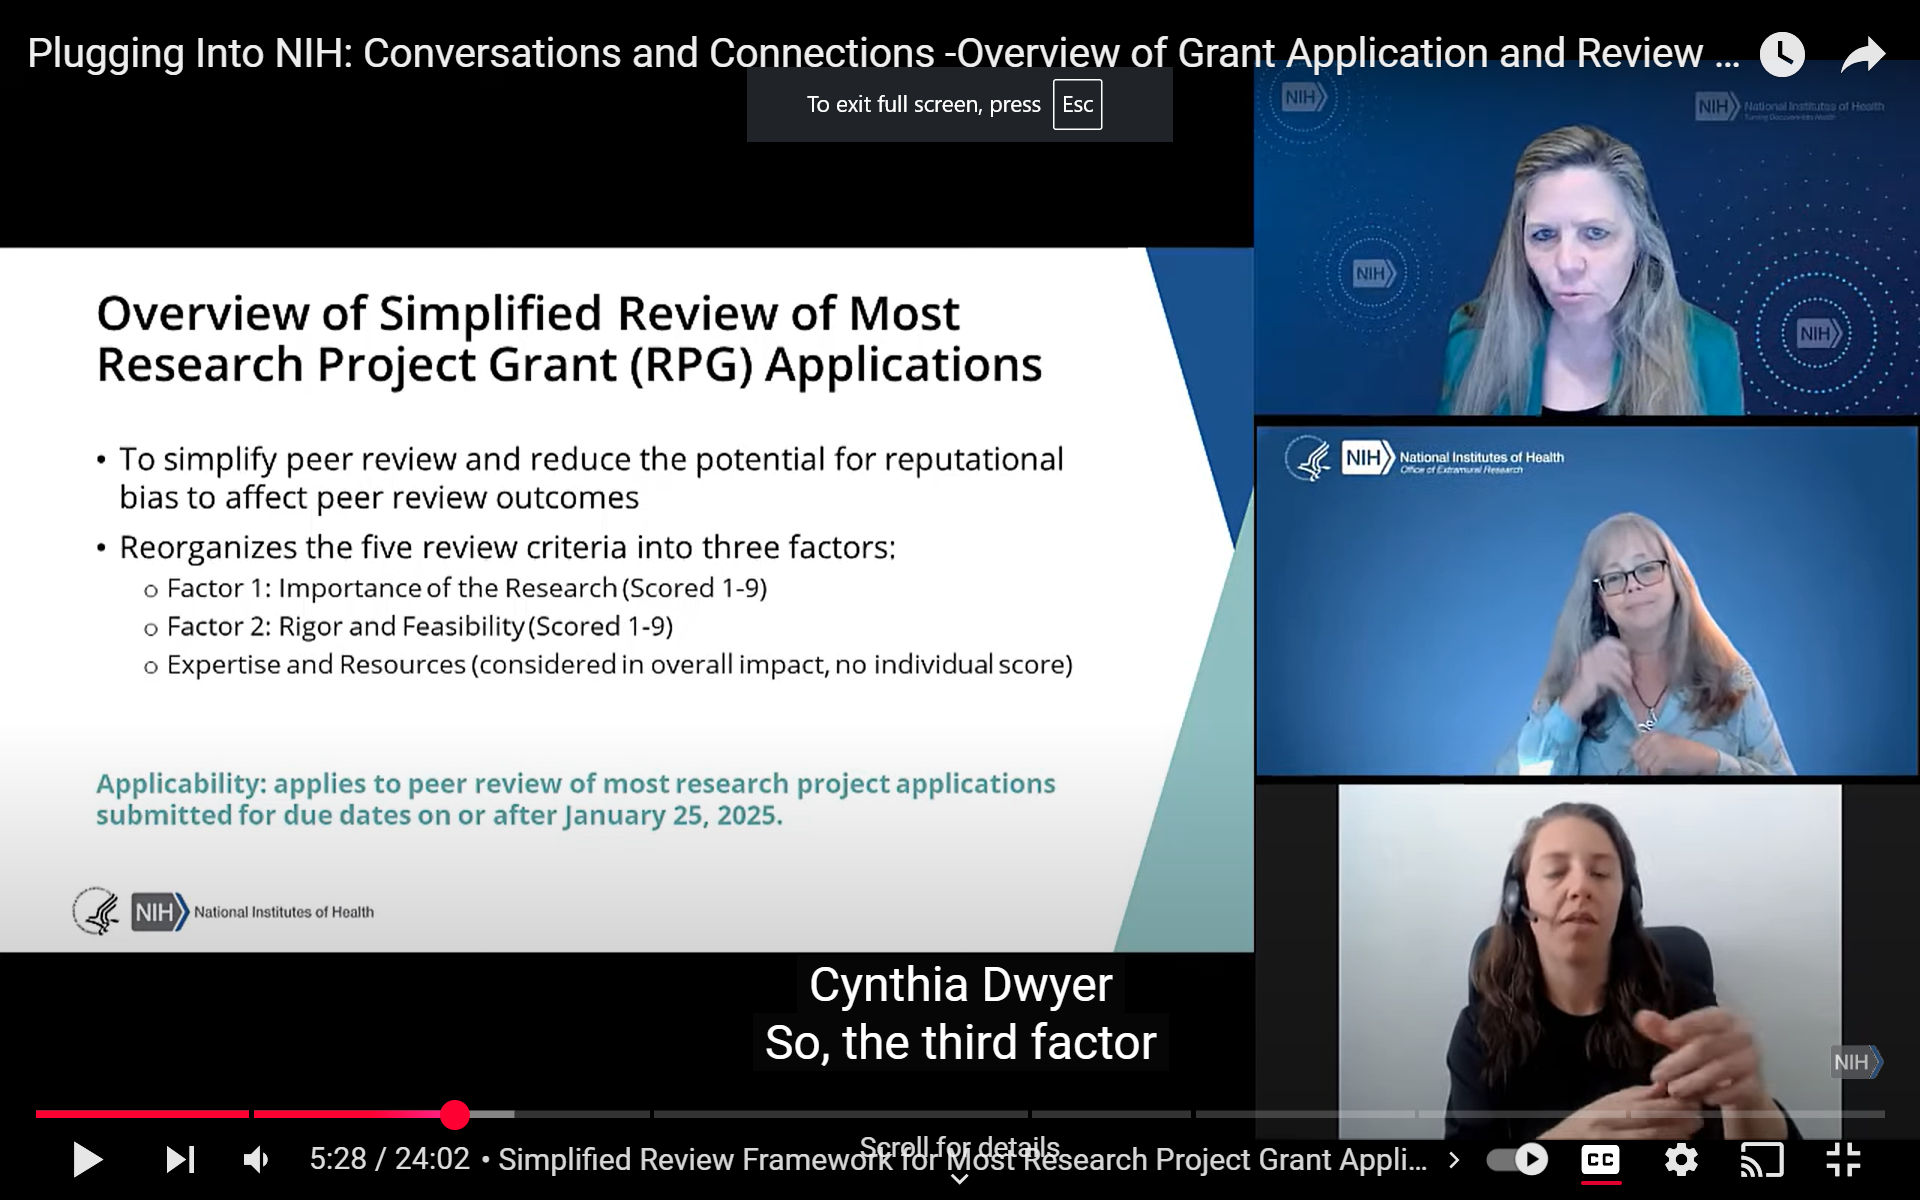 Plugging Into NIH: Conversations and Connections -Overview of Grant Application and Review ...
To exit full screen, press Esc
NIH
NIH National Institutes of Health
Turning Discovery Into Health
NIH
NIH
Overview of Simplified Review of Most
Research Project Grant (RPG) Applications
• To simplify peer review and reduce the potential for reputational
bias to affect peer review outcomes
• Reorganizes the five review criteria into three factors:
o Factor 1: Importance of the Research (Scored 1-9)
o Factor 2: Rigor and Feasibility (Scored 1-9)
o Expertise and Resources (considered in overall impact, no individual score)
Applicability: applies to peer review of most research project applications
submitted for due dates on or after January 25, 2025.
NIH National Institutes of Health
NIH National Institutes of Health
Office of Extramural Research
Cynthia Dwyer
So, the third factor
NIH
5:28 / 24:02 • Simplified Review Framework for Most Research Project Grant Appli...
Scroll for details
CC